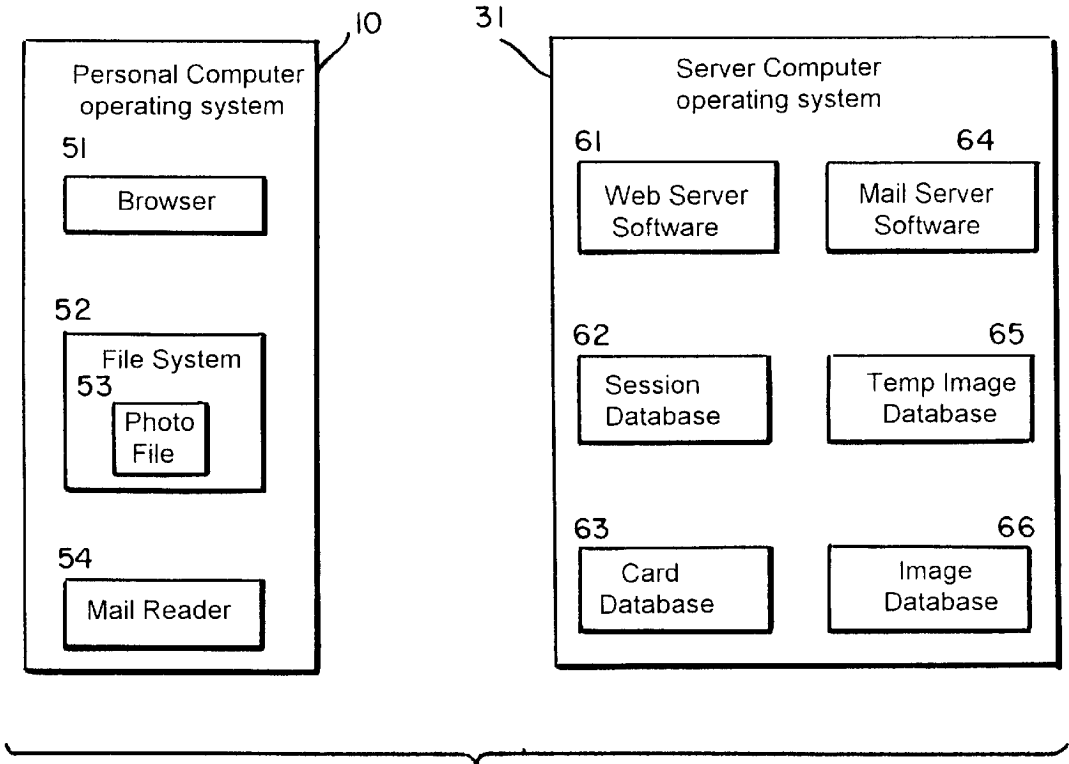 10
Personal Computer
operating system
51
Browser
52
File System
53
Photo
File
54
Mail Reader
31
Server Computer
operating system
61
Web Server
Software
64
Mail Server
Software
62
Session
Database
65
Temp Image
Database
63
Card
Database
66
Image
Database